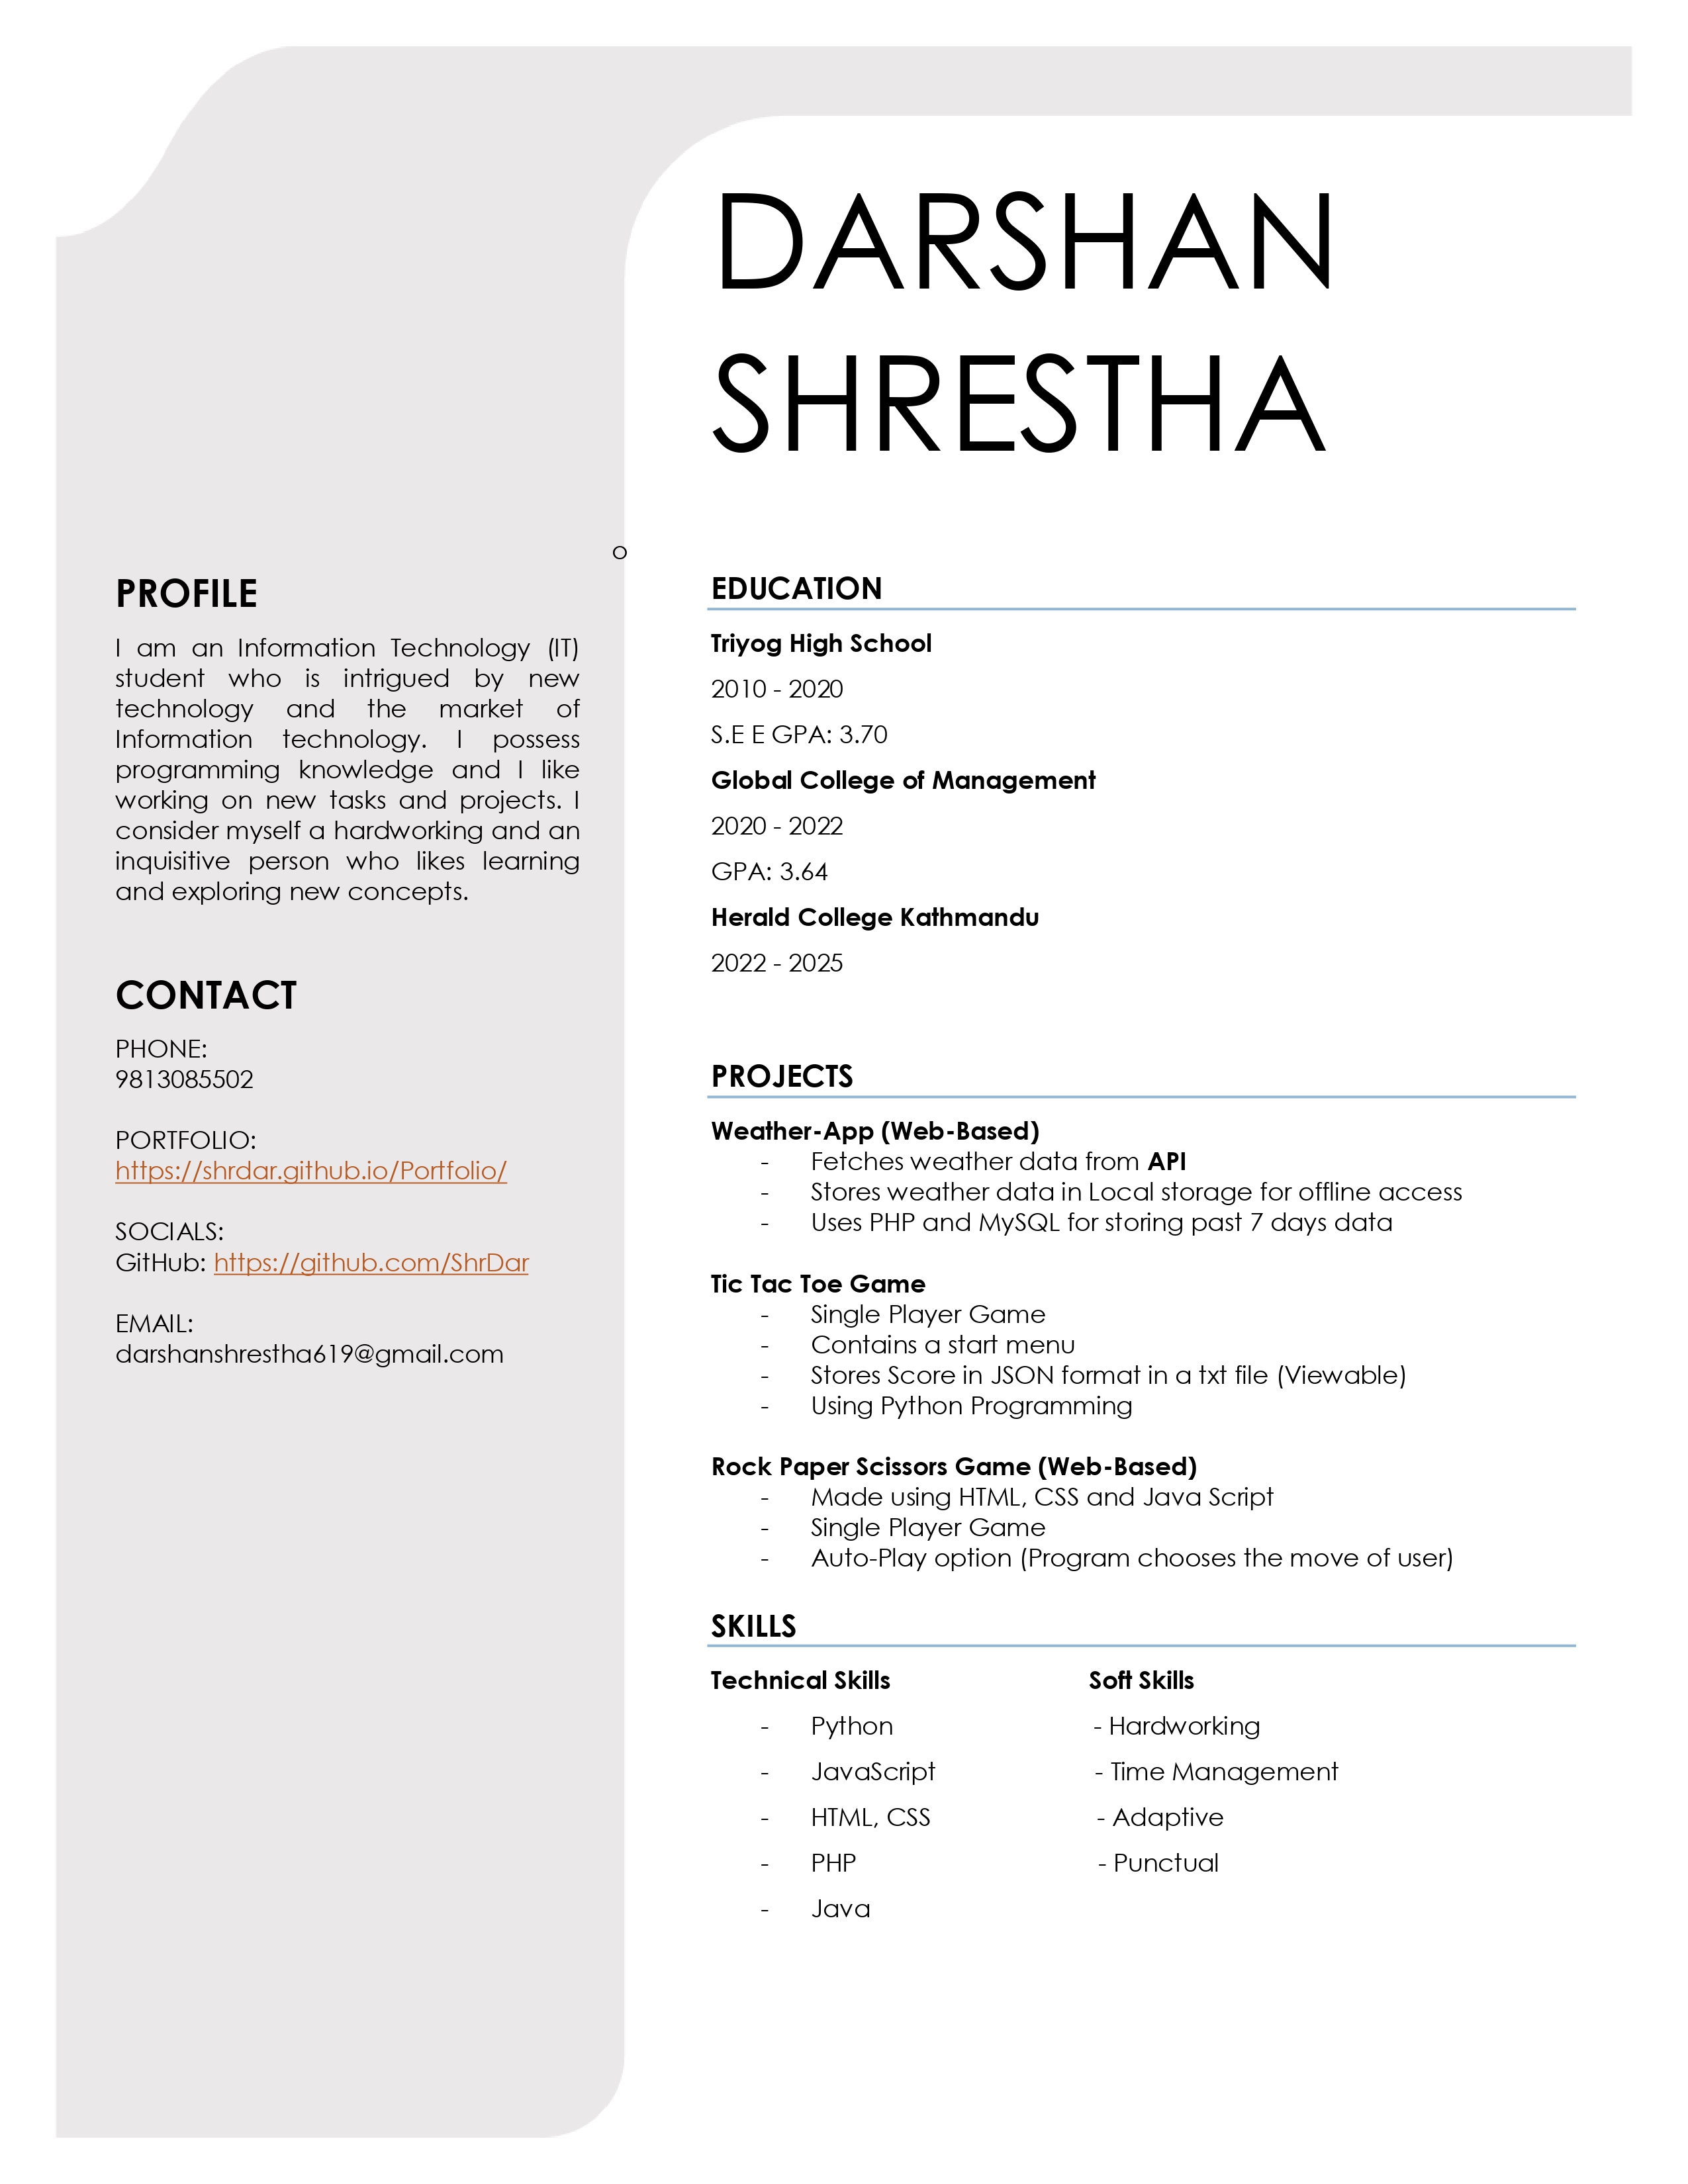 DARSHAN
SHRESTHA
PROFILE
I am an Information Technology (IT)
student who is intrigued by new
technology and the market of
Information technology. I possess
programming knowledge and I like
working on new tasks and projects. I
consider myself a hardworking and an
inquisitive person who likes learning
and exploring new concepts.
CONTACT
PHONE:
9813085502
PORTFOLIO:
https://shrdar.github.io/Portfolio/
SOCIALS:
GitHub: https://github.com/ShrDar
EMAIL:
darshanshrestha619@gmail.com
EDUCATION
Triyog High School
2010 - 2020
S.E E GPA: 3.70
Global College of Management
2020 - 2022
GPA: 3.64
Herald College Kathmandu
2022 - 2025
PROJECTS
Weather-App (Web-Based)
- Fetches weather data from API
- Stores weather data in Local storage for offline access
- Uses PHP and MySQL for storing past 7 days data
Tic Tac Toe Game
- Single Player Game
- Contains a start menu
- Stores Score in JSON format in a txt file (Viewable)
- Using Python Programming
Rock Paper Scissors Game (Web-Based)
- Made using HTML, CSS and Java Script
- Single Player Game
- Auto-Play option (Program chooses the move of user)
SKILLS
Technical Skills Soft Skills
- Python - Hardworking
- JavaScript - Time Management
- HTML, CSS - Adaptive
- PHP - Punctual
- Java